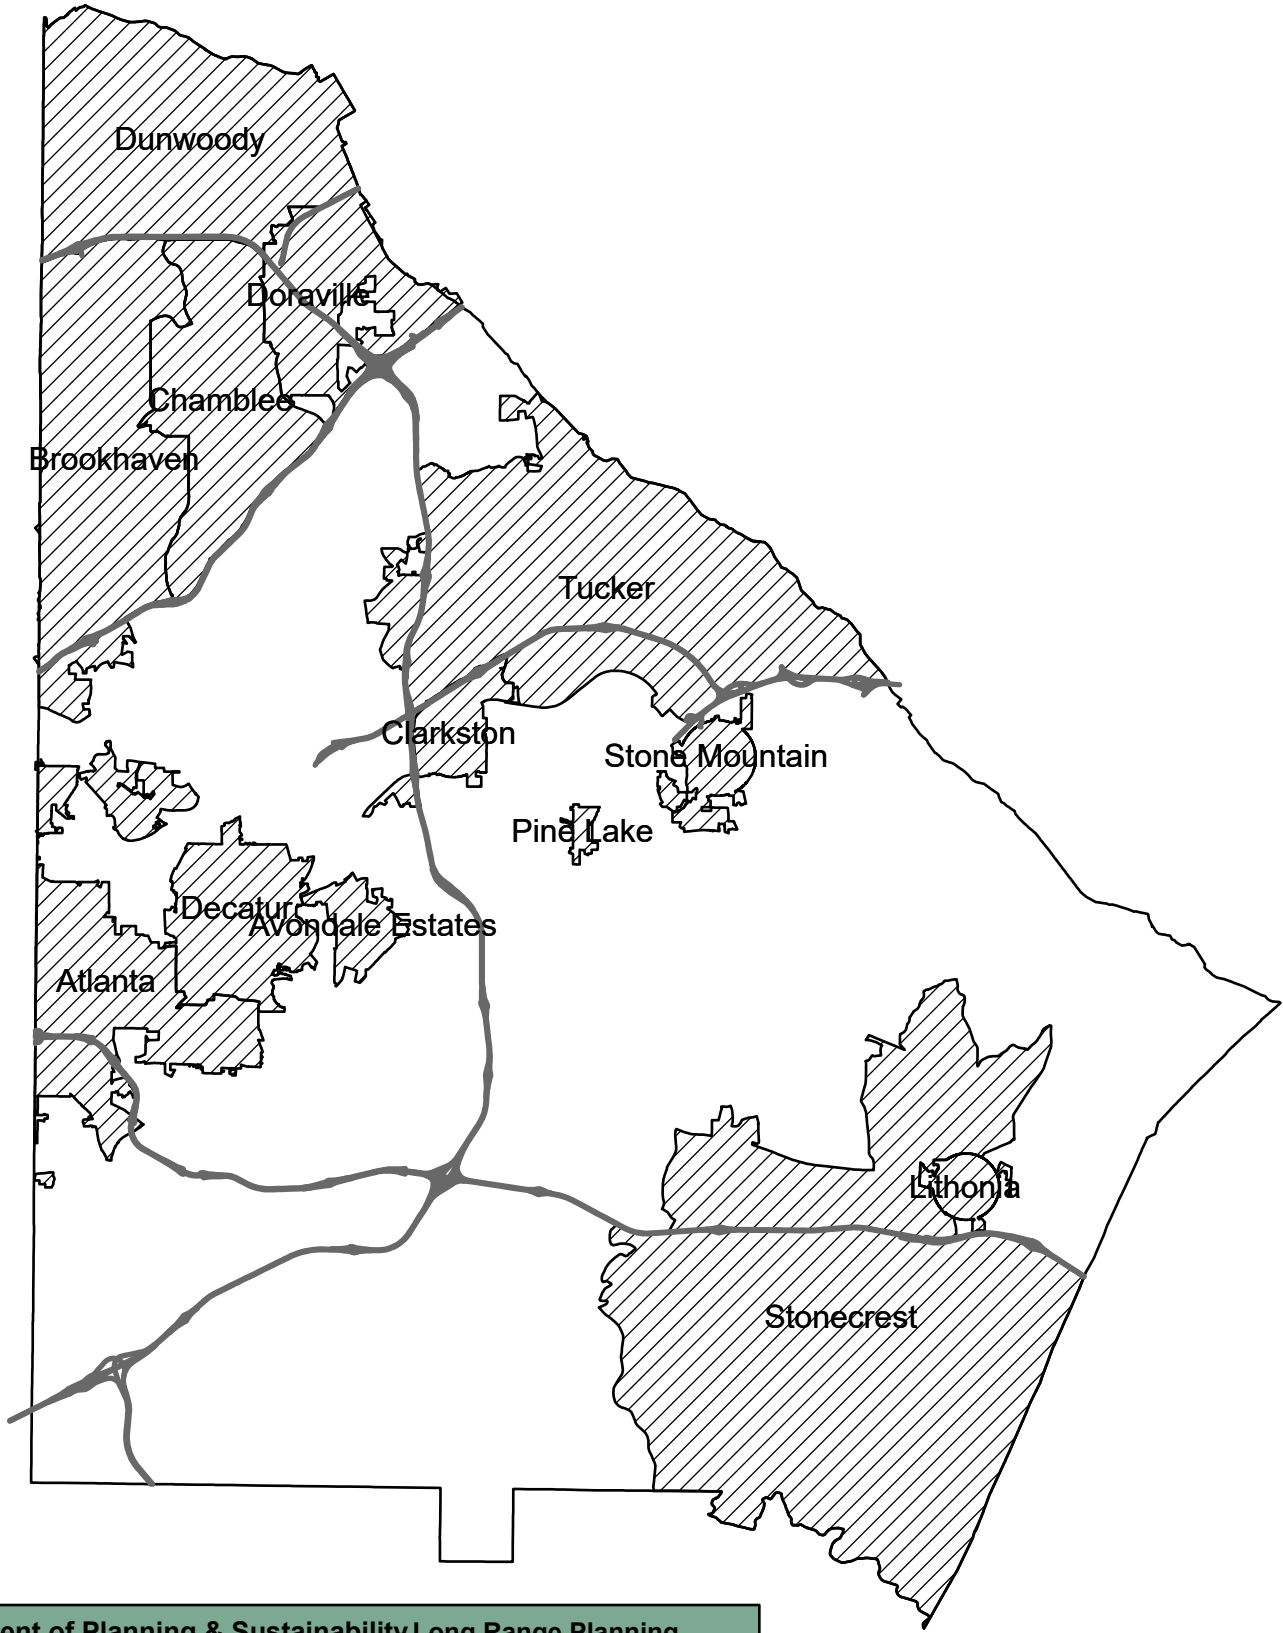 Dunwoody
Doraville
Chamblee
Brookhaven
Tucker
Clarkston
Stone Mountain
Pine Lake
Decatur
Avondale Estates
Atlanta
Lithonia
Stonecrest
of Planning & Sustainability Long Range Planning